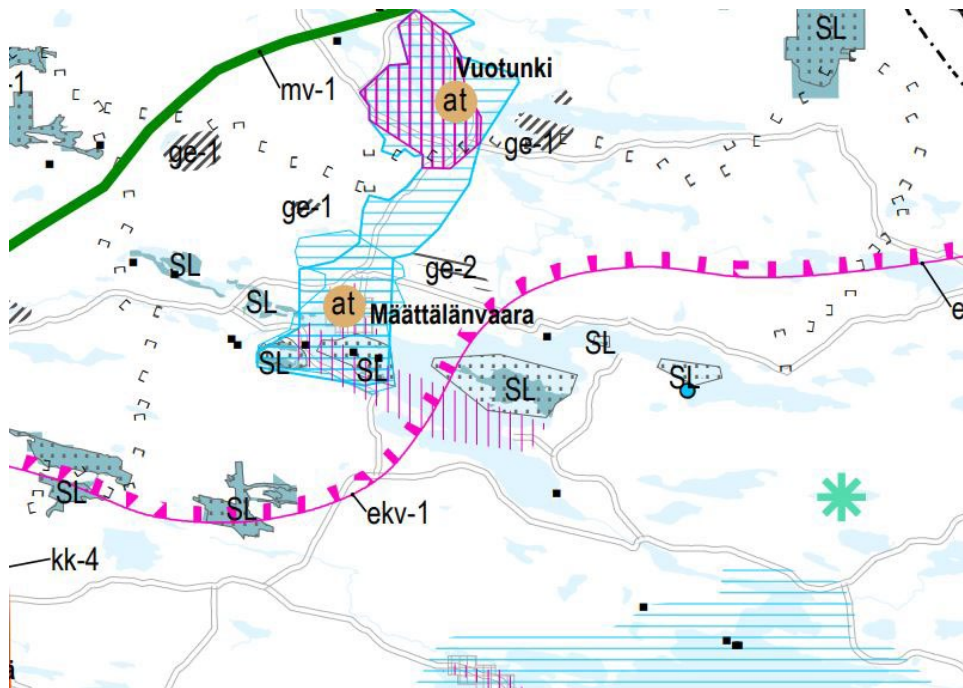 SL
-1
mv-1
Vuotunki
at
ge-1
ge-1
ge-1
SL
ge-2
SL
at
Määttälänvaara
e
SL
SL
SL
SL
SL
SL
SL
ekv-1
kk-4
ä